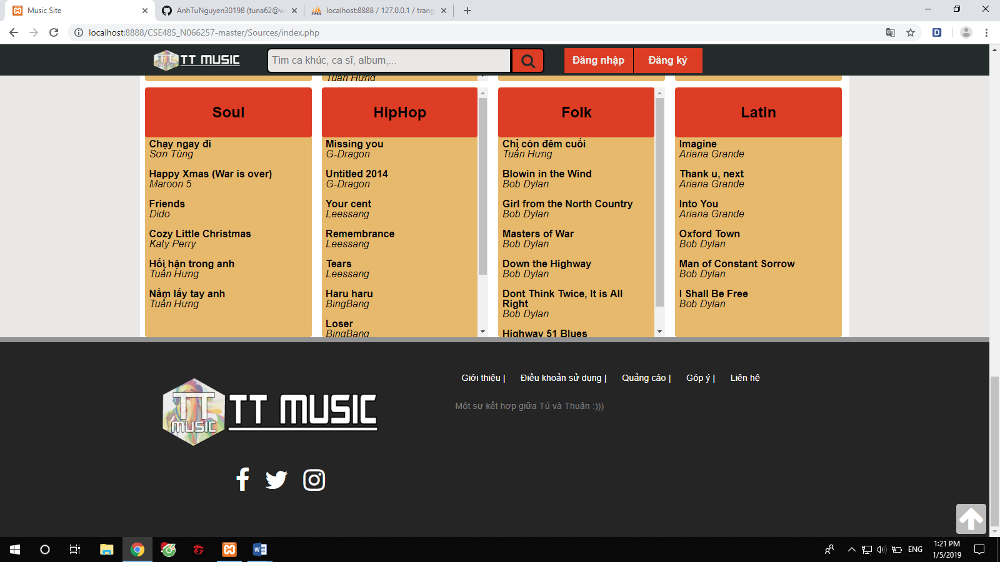 Music Site
AnhTuNguyen30198 (tuna62@w
localhost:8888 / 127.0.0.1 / trang
localhost:8888/CSE485_N066257-master/Sources/index.php
TT MUSIC
Tìm ca khúc, ca sĩ, album,...
Đăng nhập
Đăng ký
Tuấn Hưng
Soul
Chạy ngay đi
Sơn Tùng
Happy Xmas (War is over)
Maroon 5
Friends
Dido
Cozy Little Christmas
Katy Perry
Hối hận trong anh
Tuấn Hưng
Nắm lấy tay anh
Tuấn Hưng
HipHop
Missing you
G-Dragon
Untitled 2014
G-Dragon
Your cent
Leessang
Remembrance
Leessang
Tears
Leessang
Haru haru
BingBang
Loser
BingBang
Folk
Chỉ còn đêm cuối
Tuấn Hưng
Blowin in the Wind
Bob Dylan
Girl from the North Country
Bob Dylan
Masters of War
Bob Dylan
Down the Highway
Bob Dylan
Dont Think Twice, It is All
Right
Bob Dylan
Highway 51 Blues
Latin
Imagine
Ariana Grande
Thank u, next
Ariana Grande
Into You
Ariana Grande
Oxford Town
Bob Dylan
Man of Constant Sorrow
Bob Dylan
I Shall Be Free
Bob Dylan
TT
MUSIC
TT MUSIC
Giới thiệu | Điều khoản sử dụng | Quảng cáo | Góp ý | Liên hệ
Một sự kết hợp giữa Tú và Thuận :)))
ENG
1:21 PM
1/5/2019